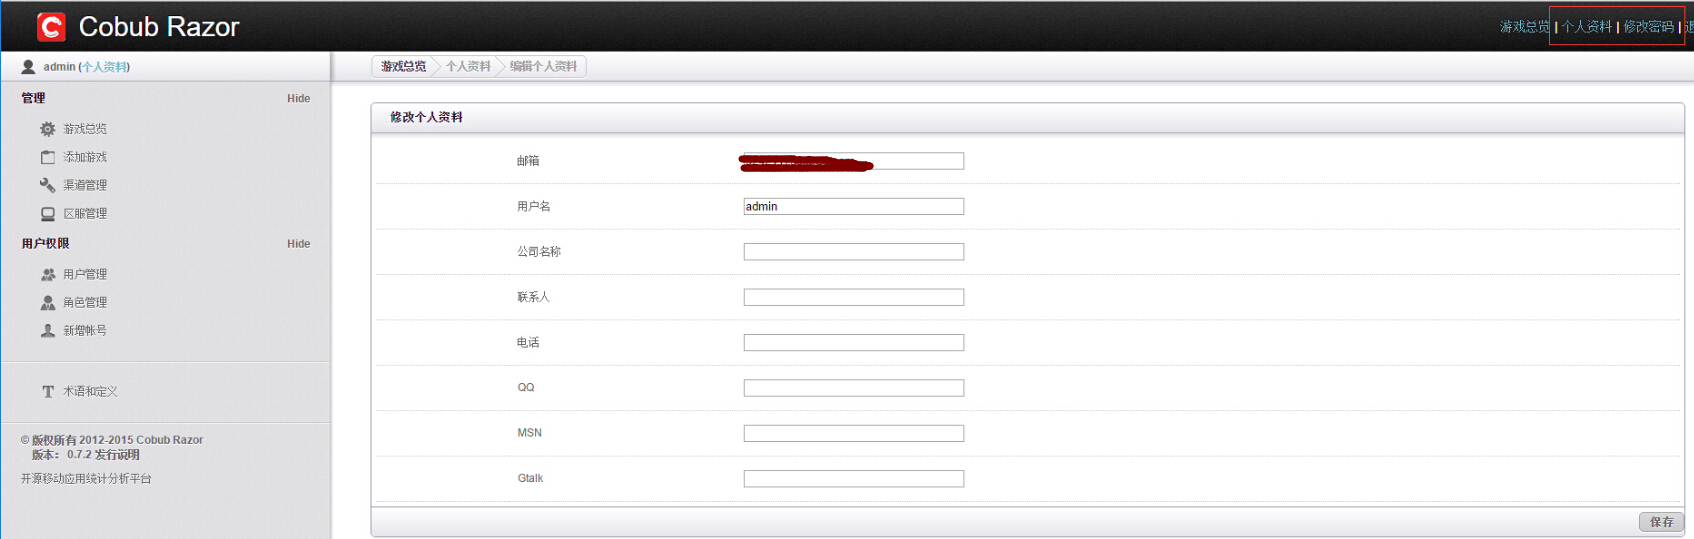 Cobub Razor
游戏总览 | 个人资料 | 修改密码 |
admin (个人资料)
游戏总览 个人资料 编辑个人资料
管理 Hide
游戏总览
添加游戏
渠道管理
区服管理
用户权限 Hide
用户管理
角色管理
新增帐号
术语和定义
© 版权所有 2012-2015 Cobub Razor
版本： 0.7.2 发行说明
开源移动应用统计分析平台
修改个人资料
邮箱
用户名 admin
公司名称
联系人
电话
QQ
MSN
Gtalk
保存